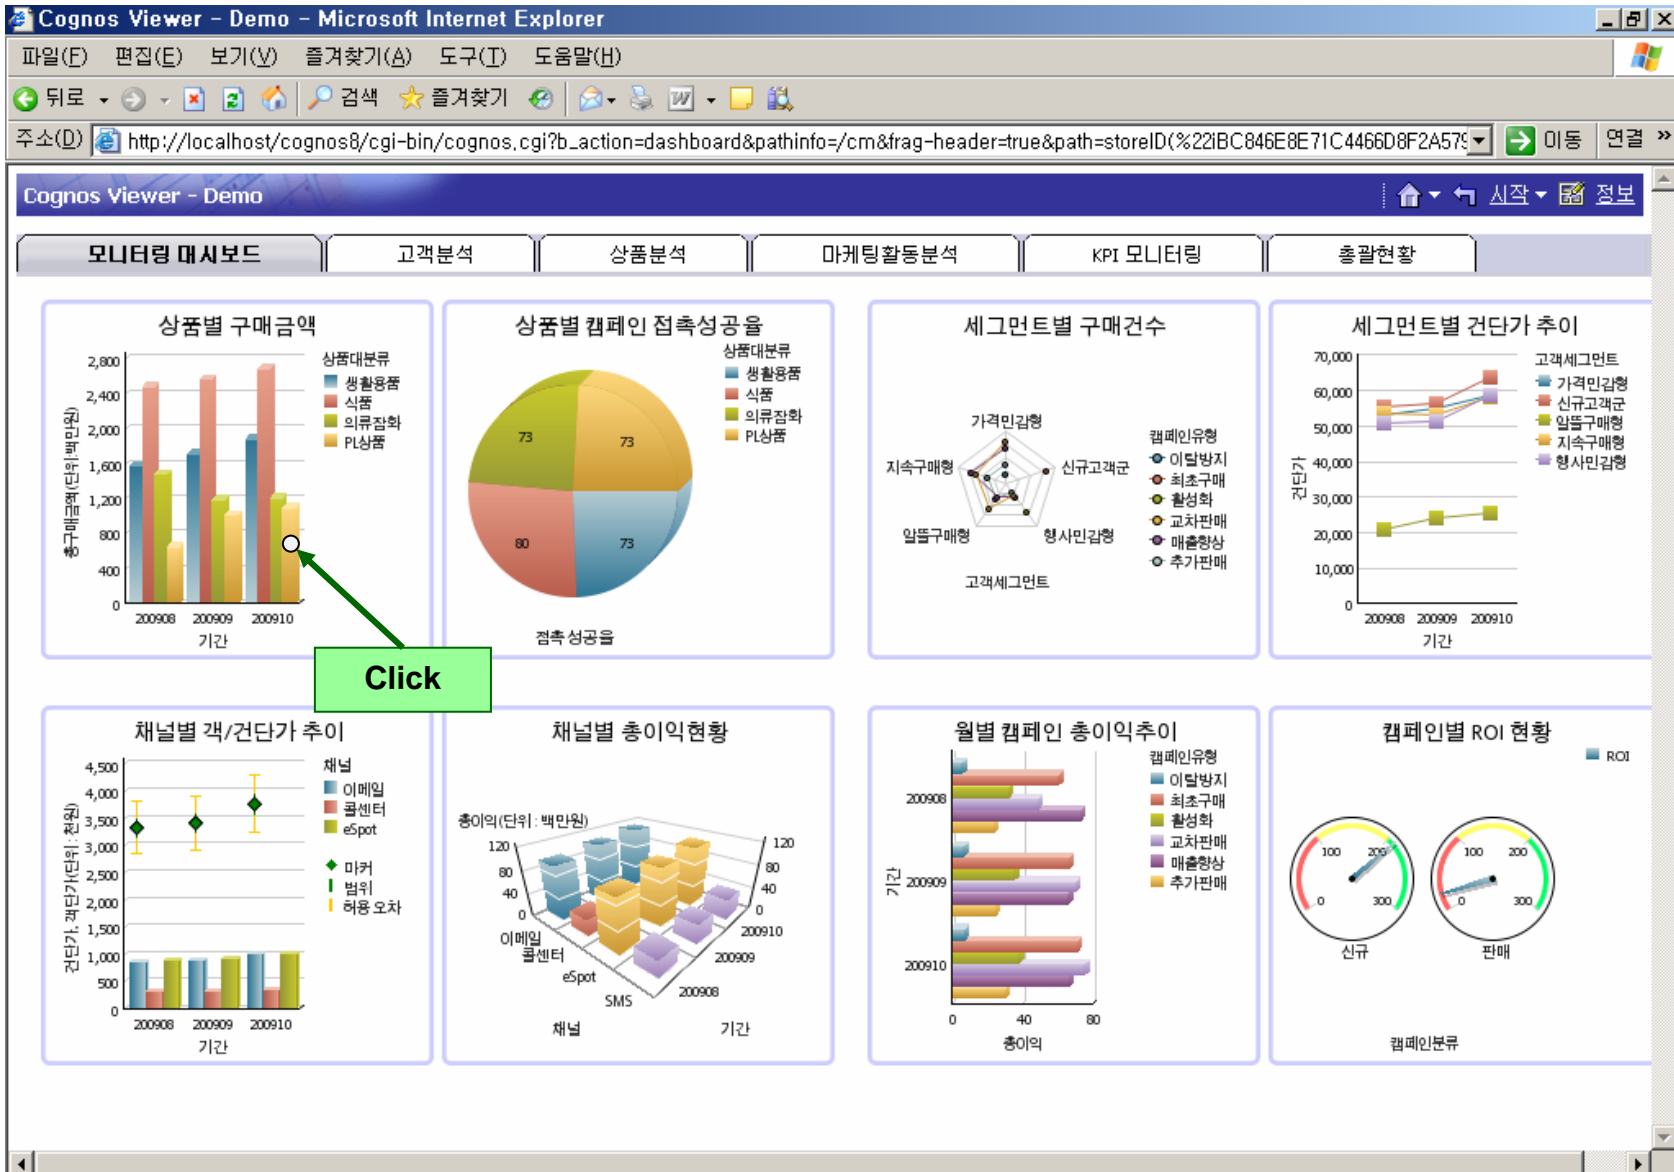 Cognos Viewer - Demo - Microsoft Internet Explorer
파일(F) 편집(E) 보기(V) 즐겨찾기(A) 도구(T) 도움말(H)
뒤로 검색 즐겨찾기
주소(D) http://localhost/cognos8/cgi-bin/cognos.cgi?b_action=dashboard&pathinfo=/cm&frag-header=true&path=storeID(%22iBC846E8E71C4466D8F2A579 이동 연결 »
Cognos Viewer - Demo 시작 정보
모니터링 대시보드 고객분석 상품분석 마케팅활동분석 KPI 모니터링 총괄현황
상품별 구매금액
총구매금액(단위:백만원)
2,800
2,400
2,000
1,600
1,200
800
400
0
200908 200909 200910
기간
상품대분류
생활용품
식품
의류잡화
PL상품
Click
상품별 캠페인 접촉성공율
상품대분류
생활용품
식품
의류잡화
PL상품
73 73
80 73
접촉성공율
세그먼트별 구매건수
가격민감형
지속구매형 신규고객군
알뜰구매형 행사민감형
고객세그먼트
캠페인유형
이탈방지
최초구매
활성화
교차판매
매출향상
추가판매
세그먼트별 건단가 추이
건단가
70,000
60,000
50,000
40,000
30,000
20,000
10,000
0
200908 200909 200910
기간
고객세그먼트
가격민감형
신규고객군
알뜰구매형
지속구매형
행사민감형
채널별 객/건단가 추이
건단가, 객단가(단위 : 천원)
4,500
4,000
3,500
3,000
2,500
2,000
1,500
1,000
500
0
200908 200909 200910
기간
채널
이메일
콜센터
eSpot
마커
범위
허용 오차
채널별 총이익현황
총이익(단위 : 백만원)
120
80
40
0
120
80
40
0
이메일
콜센터
eSpot
SMS
200910
200909
200908
채널 기간
월별 캠페인 총이익추이
기간
200908
200909
200910
0 40 80
총이익
캠페인유형
이탈방지
최초구매
활성화
교차판매
매출향상
추가판매
캠페인별 ROI 현황
ROI
100 200
0 300
신규
100 200
0 300
판매
캠페인분류